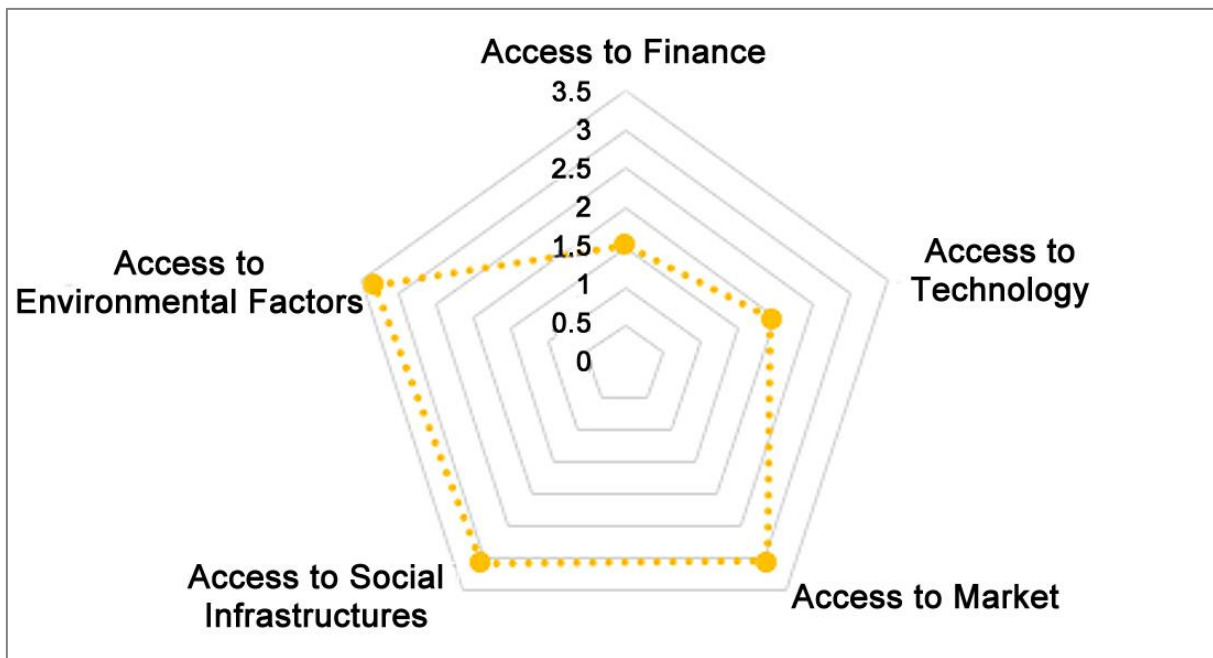 Access to Finance
3.5
3
2.5
2
1.5
1
0.5
0
Access to
Technology
Access to
Environmental Factors
Access to Social
Infrastructures
Access to Market